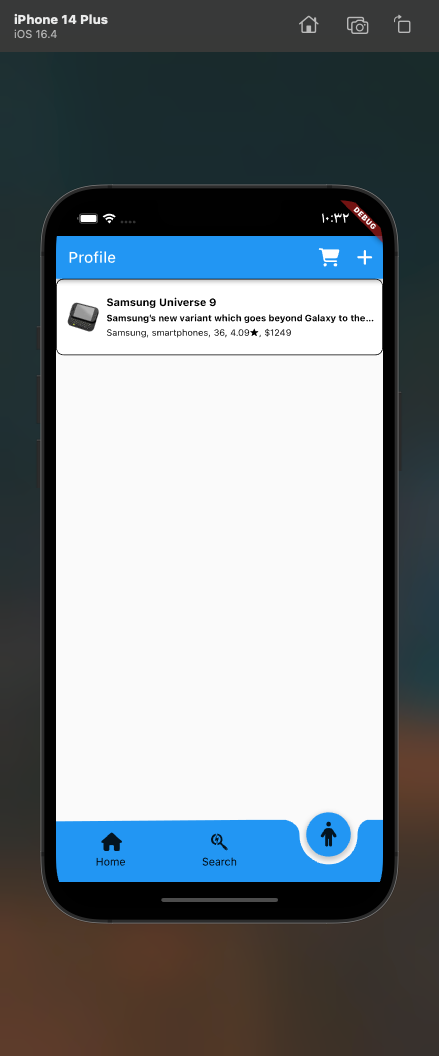 iPhone 14 Plus
iOS 16.4
١٠:٣٢
DEBUG
Profile
Samsung Universe 9
Samsung's new variant which goes beyond Galaxy to the...
Samsung, smartphones, 36, 4.09★, $1249
Home
Search